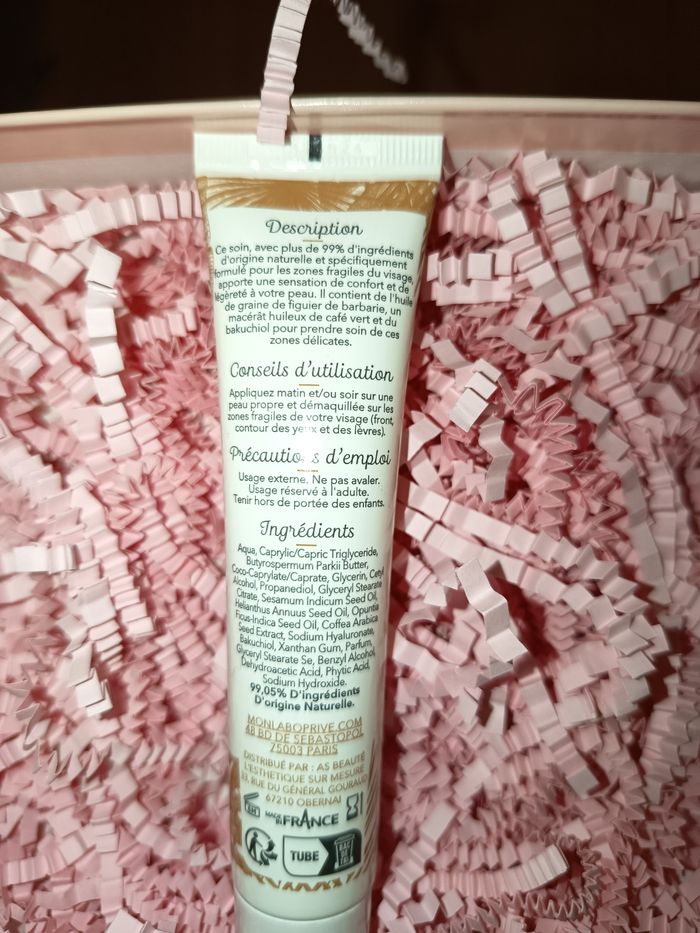 Description
Ce soin, avec plus de 99% d'ingrédients
d'origine naturelle et spécifiquement
formulé pour les zones fragiles du visage,
apporte une sensation de confort et de
légèreté à votre peau. Il contient de l'huile
de graine de figuier de barbarie, un
macérât huileux de café vert et du
bakuchiol pour prendre soin de ces
zones délicates.
Conseils d'utilisation
Appliquez matin et/ou soir sur une
peau propre et démaquillée sur les
zones fragiles de votre visage (front,
contour des yeux et des lèvres).
Précautions d'emploi
Usage externe. Ne pas avaler.
Usage réservé à l'adulte.
Tenir hors de portée des enfants.
Ingrédients
Aqua, Caprylic/Capric Triglyceride,
Butyrospermum Parkii Butter,
Coco-Caprylate/Caprate, Glycerin, Cetyl
Alcohol, Propanediol, Glyceryl Stearate
Citrate, Sesamum Indicum Seed Oil,
Helianthus Annuus Seed Oil, Opuntia
Ficus-Indica Seed Oil, Coffea Arabica
Seed Extract, Sodium Hyaluronate,
Bakuchiol, Xanthan Gum, Parfum,
Glyceryl Stearate Se, Benzyl Alcohol,
Dehydroacetic Acid, Phytic Acid,
Sodium Hydroxide.
99,05% D'ingrédients
D'origine Naturelle.
MONLABOPRIVE.COM
48 BD DE SÉBASTOPOL
75003 PARIS
DISTRIBUÉ PAR : AS BEAUTÉ
L'ESTHETIQUE SUR MESURE
33, RUE DU GÉNÉRAL GOURAUD
67210 OBERNAI
MADE IN FRANCE
TUBE
BAC DE TRI